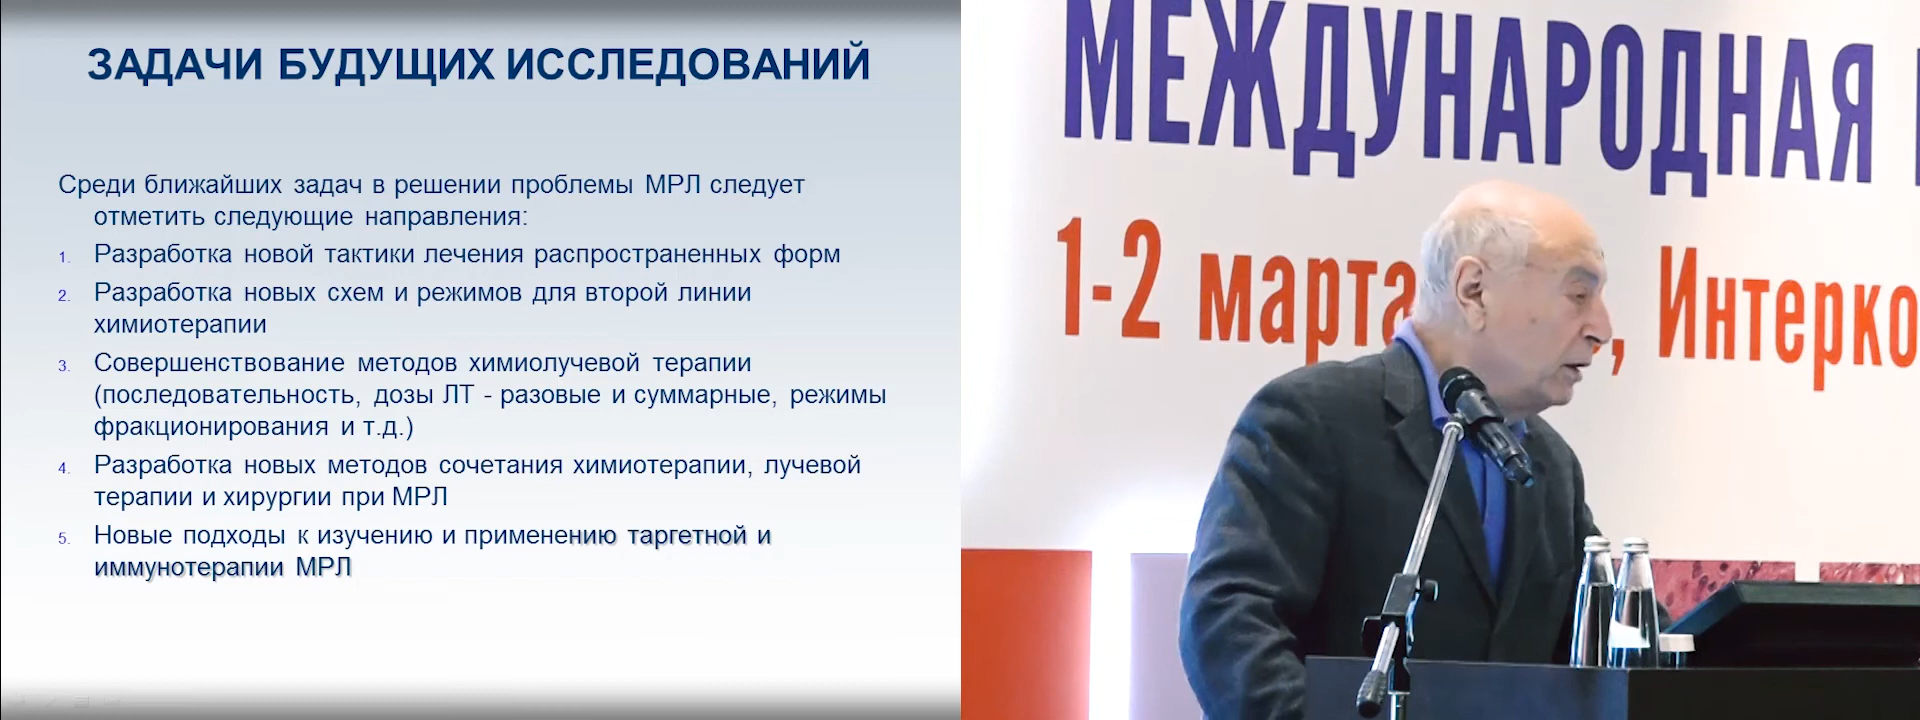 ЗАДАЧИ БУДУЩИХ ИССЛЕДОВАНИЙ
Среди ближайших задач в решении проблемы МРЛ следует
отметить следующие направления:
1. Разработка новой тактики лечения распространенных форм
2. Разработка новых схем и режимов для второй линии
химиотерапии
3. Совершенствование методов химиолучевой терапии
(последовательность, дозы ЛТ - разовые и суммарные, режимы
фракционирования и т.д.)
4. Разработка новых методов сочетания химиотерапии, лучевой
терапии и хирургии при МРЛ
5. Новые подходы к изучению и применению таргетной и
иммунотерапии МРЛ
МЕЖДУНАРОДНАЯ
1-2 марта , Интерко